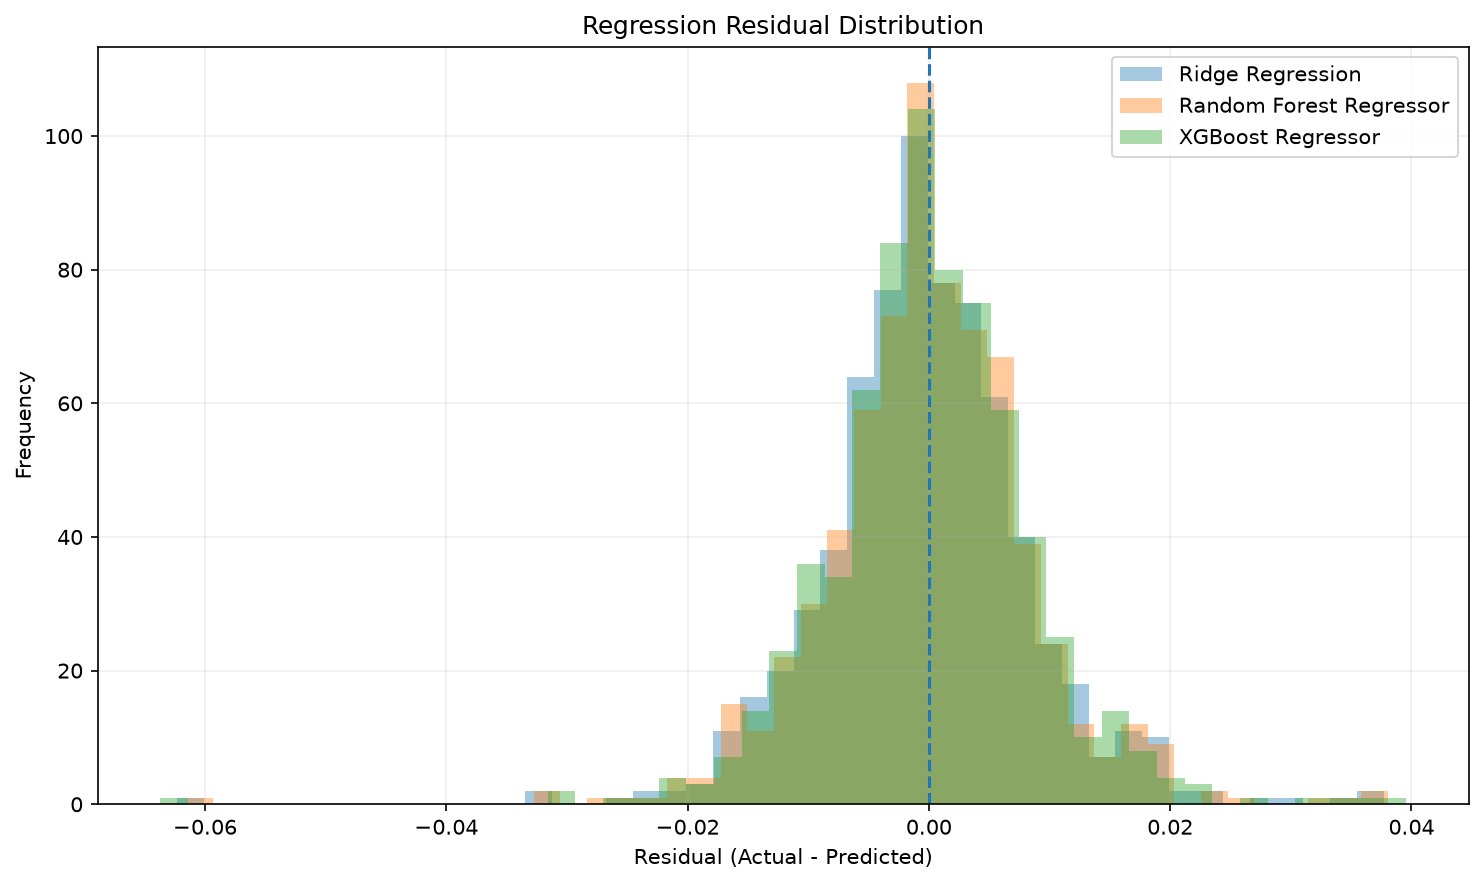 Regression Residual Distribution
Ridge Regression
Random Forest Regressor
XGBoost Regressor
Frequency
100
80
60
40
20
0
−0.06
−0.04
−0.02
0.00
0.02
0.04
Residual (Actual - Predicted)